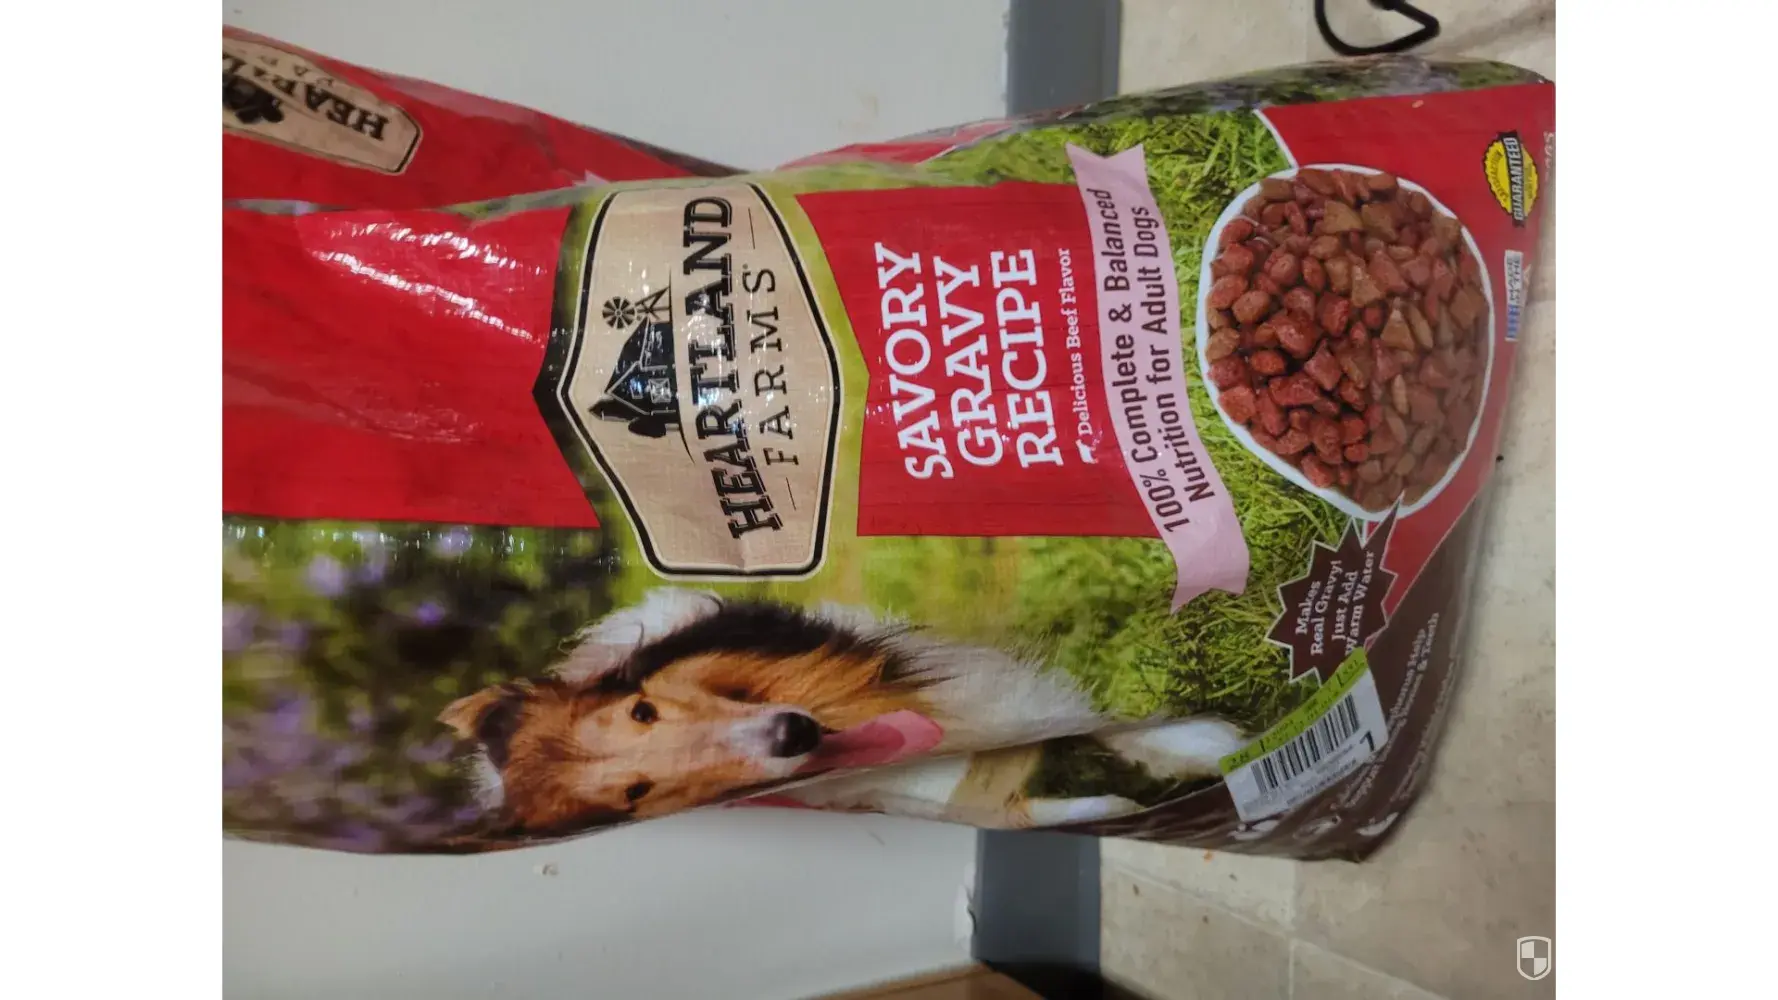 HEARTLAND
FARMS
SAVORY
GRAVY
RECIPE
Delicious Beef Flavor
100% Complete & Balanced
Nutrition for Adult Dogs
Makes
Real Gravy!
Just Add
Warm Water
GUARANTEED